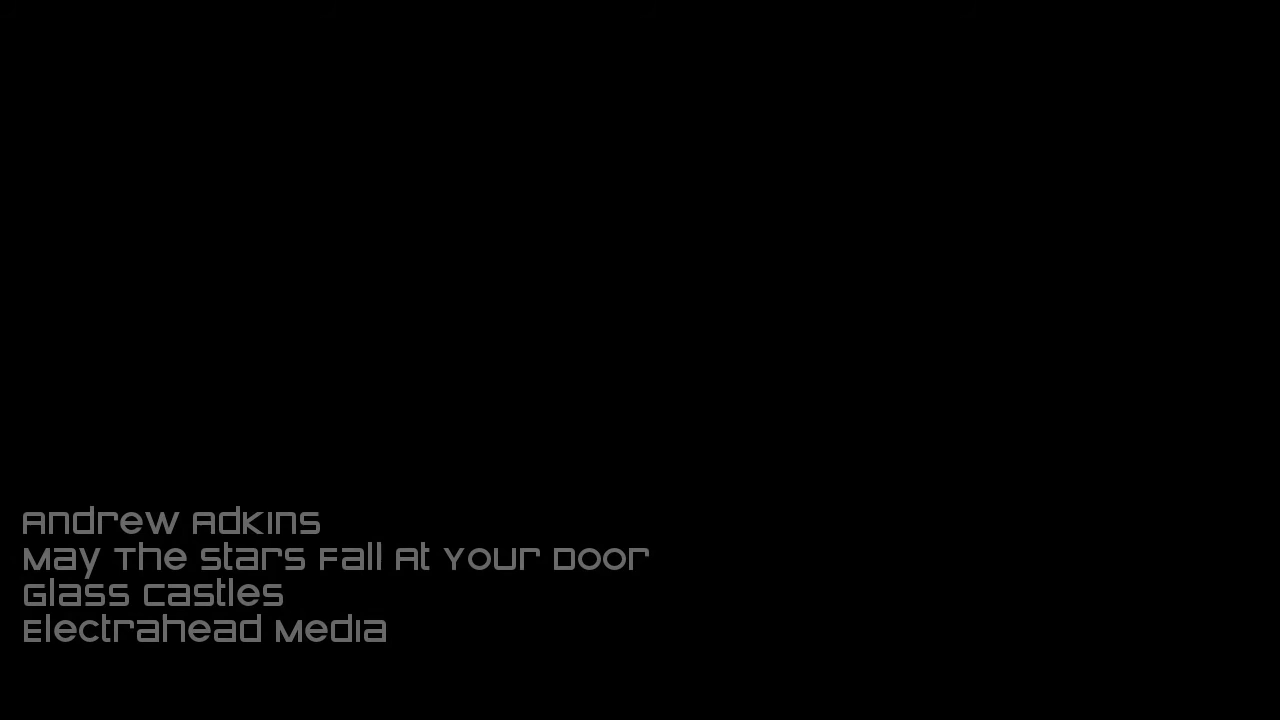 Andrew Adkins
May The Stars Fall At Your Door
Glass Castles
Electrahead Media